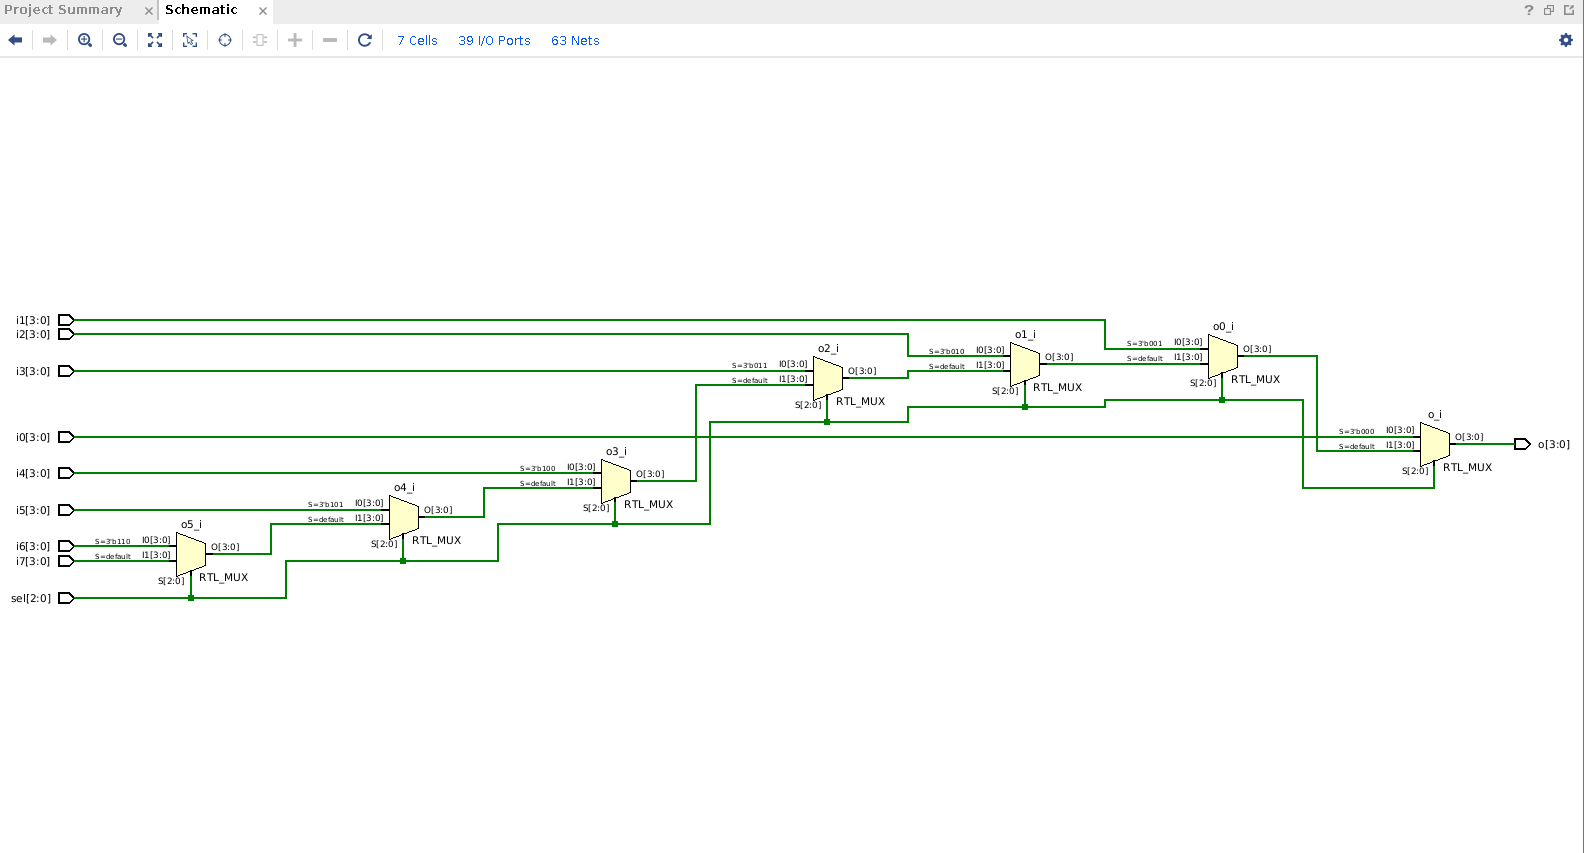 Project Summary × Schematic ×
? 
7 Cells 39 I/O Ports 63 Nets
i1[3:0]
i2[3:0]
o0_i
S=3'b001 I0[3:0]
O[3:0]
S=default I1[3:0]
S[2:0]
RTL_MUX
o1_i
S=3'b010 I0[3:0]
O[3:0]
S=default I1[3:0]
S[2:0]
RTL_MUX
o2_i
i3[3:0]
S=3'b011 I0[3:0]
O[3:0]
S=default I1[3:0]
S[2:0]
RTL_MUX
o_i
i0[3:0]
S=3'b000 I0[3:0]
O[3:0]
o[3:0]
S=default I1[3:0]
S[2:0]
RTL_MUX
o3_i
i4[3:0]
S=3'b100 I0[3:0]
O[3:0]
S=default I1[3:0]
S[2:0]
RTL_MUX
o4_i
i5[3:0]
S=3'b101 I0[3:0]
O[3:0]
S=default I1[3:0]
S[2:0]
RTL_MUX
o5_i
i6[3:0]
S=3'b110 I0[3:0]
O[3:0]
i7[3:0]
S=default I1[3:0]
S[2:0]
RTL_MUX
sel[2:0]